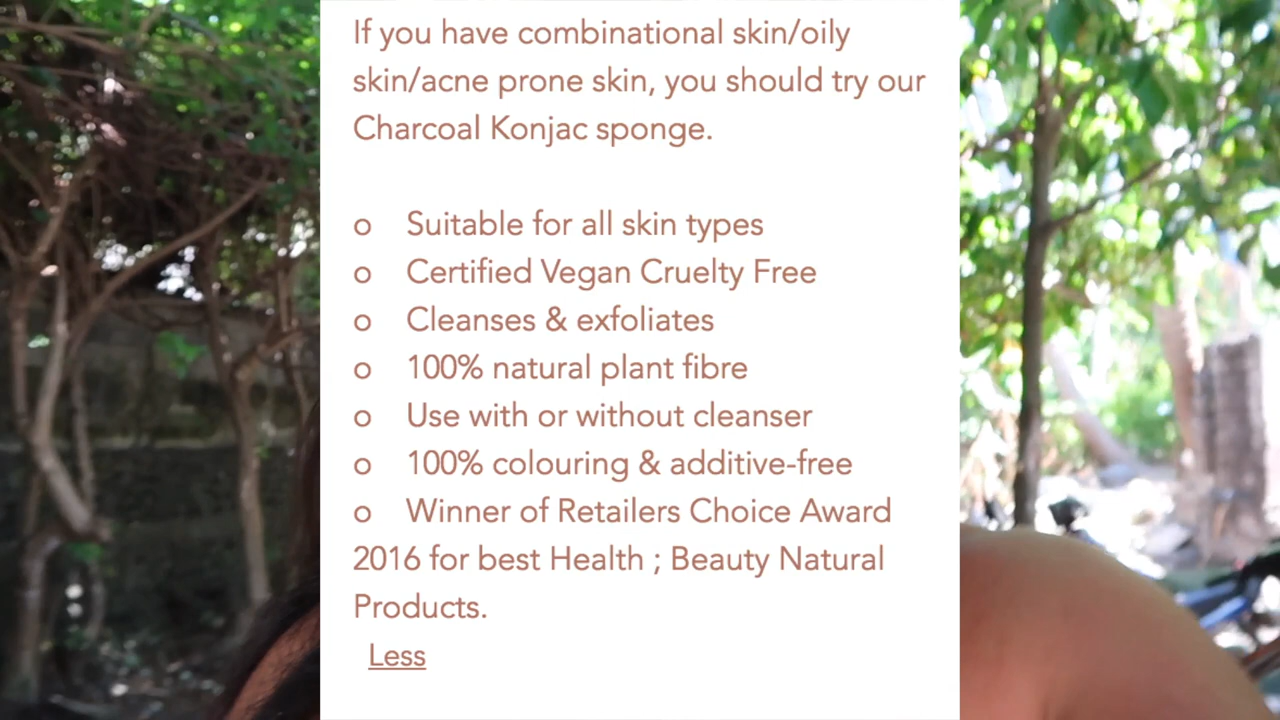 If you have combinational skin/oily
skin/acne prone skin, you should try our
Charcoal Konjac sponge.
o Suitable for all skin types
o Certified Vegan Cruelty Free
o Cleanses & exfoliates
o 100% natural plant fibre
o Use with or without cleanser
o 100% colouring & additive-free
o Winner of Retailers Choice Award
2016 for best Health ; Beauty Natural
Products.
Less